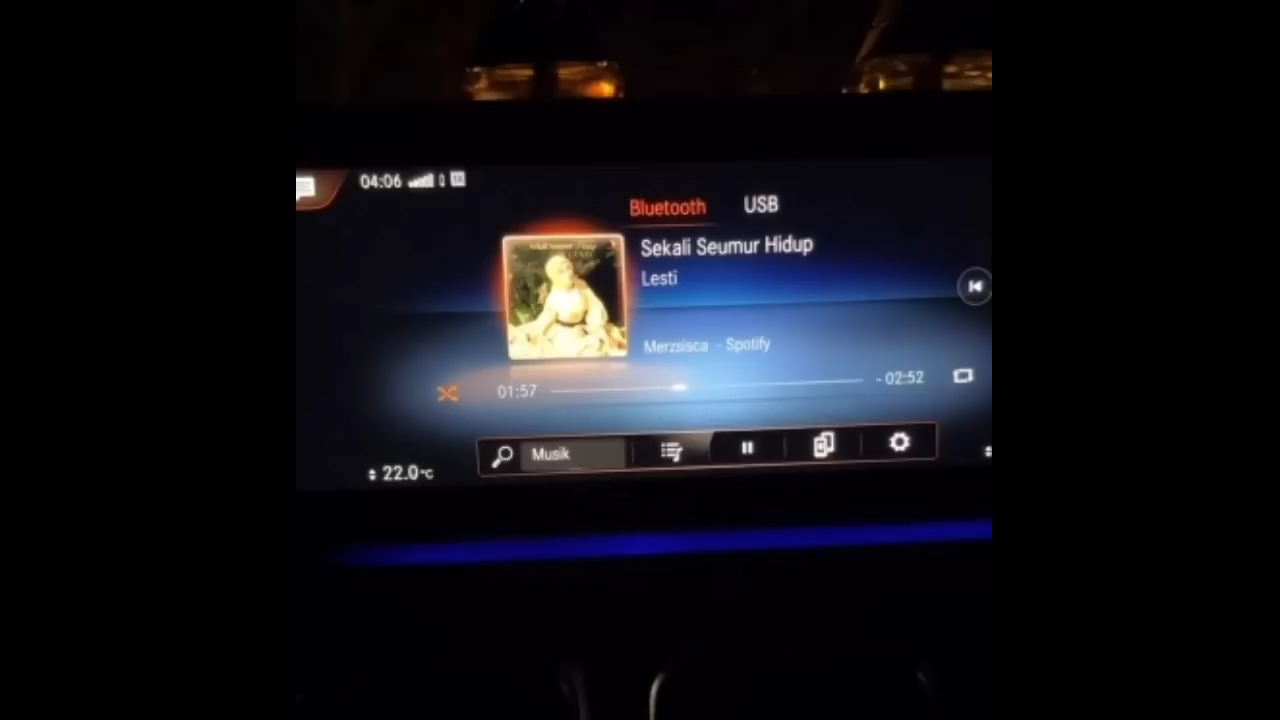 04:06
Bluetooth USB
Sekali Seumur Hidup
Lesti
Merzsisca - Spotify
01:57 -02:52
Musik
22.0°C